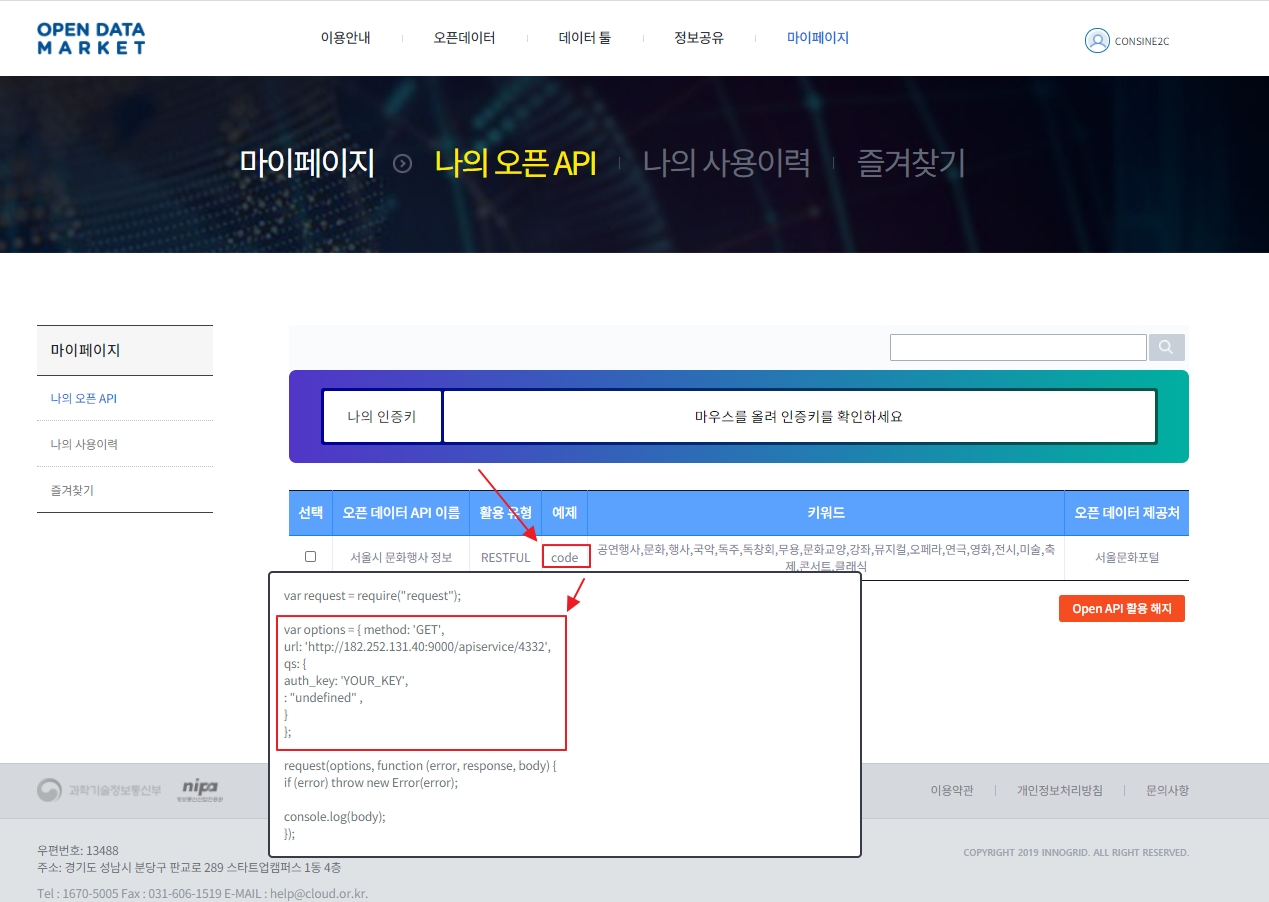 OPEN DATA
MARKET
이용안내
오픈데이터
데이터 툴
정보공유
마이페이지
CONSINE2C
마이페이지 나의 오픈 API 나의 사용이력 즐겨찾기
마이페이지
나의 오픈 API
나의 사용이력
즐겨찾기
나의 인증키
마우스를 올려 인증키를 확인하세요
선택 오픈 데이터 API 이름 활용 유형 예제 키워드 오픈 데이터 제공처
서울시 문화행사 정보 RESTFUL code 공연행사,문화,행사,국악,독주,독창회,무용,문화교양,강좌,뮤지컬,오페라,연극,영화,전시,미술,축
제,콘서트,클래식
서울문화포털
Open API 활용 해지
var request = require("request");
var options = { method: 'GET',
url: 'http://182.252.131.40:9000/apiservice/4332',
qs: {
auth_key: 'YOUR_KEY',
: "undefined" ,
}
};
request(options, function (error, response, body) {
if (error) throw new Error(error);
console.log(body);
});
과학기술정보통신부
nipa
이용약관
개인정보처리방침
문의사항
우편번호: 13488
주소: 경기도 성남시 분당구 판교로 289 스타트업캠퍼스 1동 4층
Tel : 1670-5005 Fax : 031-606-1519 E-MAIL : help@cloud.or.kr.
COPYRIGHT 2019 INNOGRID. ALL RIGHT RESERVED.